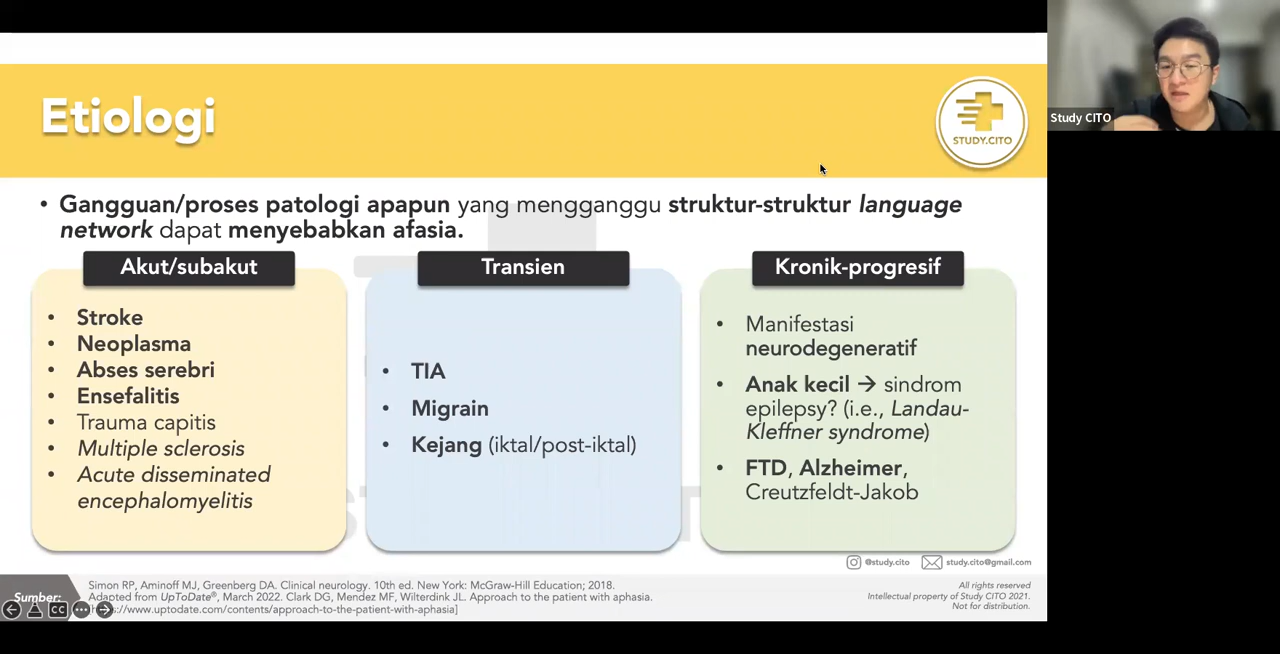 Etiologi
STUDY.CITO
Study CITO
• Gangguan/proses patologi apapun yang mengganggu struktur-struktur language
network dapat menyebabkan afasia.
Akut/subakut
• Stroke
• Neoplasma
• Abses serebri
• Ensefalitis
• Trauma capitis
• Multiple sclerosis
• Acute disseminated
encephalomyelitis
Transien
• TIA
• Migrain
• Kejang (iktal/post-iktal)
Kronik-progresif
• Manifestasi
neurodegeneratif
• Anak kecil → sindrom
epilepsy? (i.e., Landau-
Kleffner syndrome)
• FTD, Alzheimer,
Creutzfeldt-Jakob
@study.cito study.cito@gmail.com
Sumber:
Simon RP, Aminoff MJ, Greenberg DA. Clinical neurology. 10th ed. New York: McGraw-Hill Education; 2018.
Adapted from UpToDate®, March 2022. Clark DG, Mendez MF, Wilterdink JL. Approach to the patient with aphasia.
://www.uptodate.com/contents/approach-to-the-patient-with-aphasia]
CC
All rights reserved
Intellectual property of Study CITO 2021.
Not for distribution.